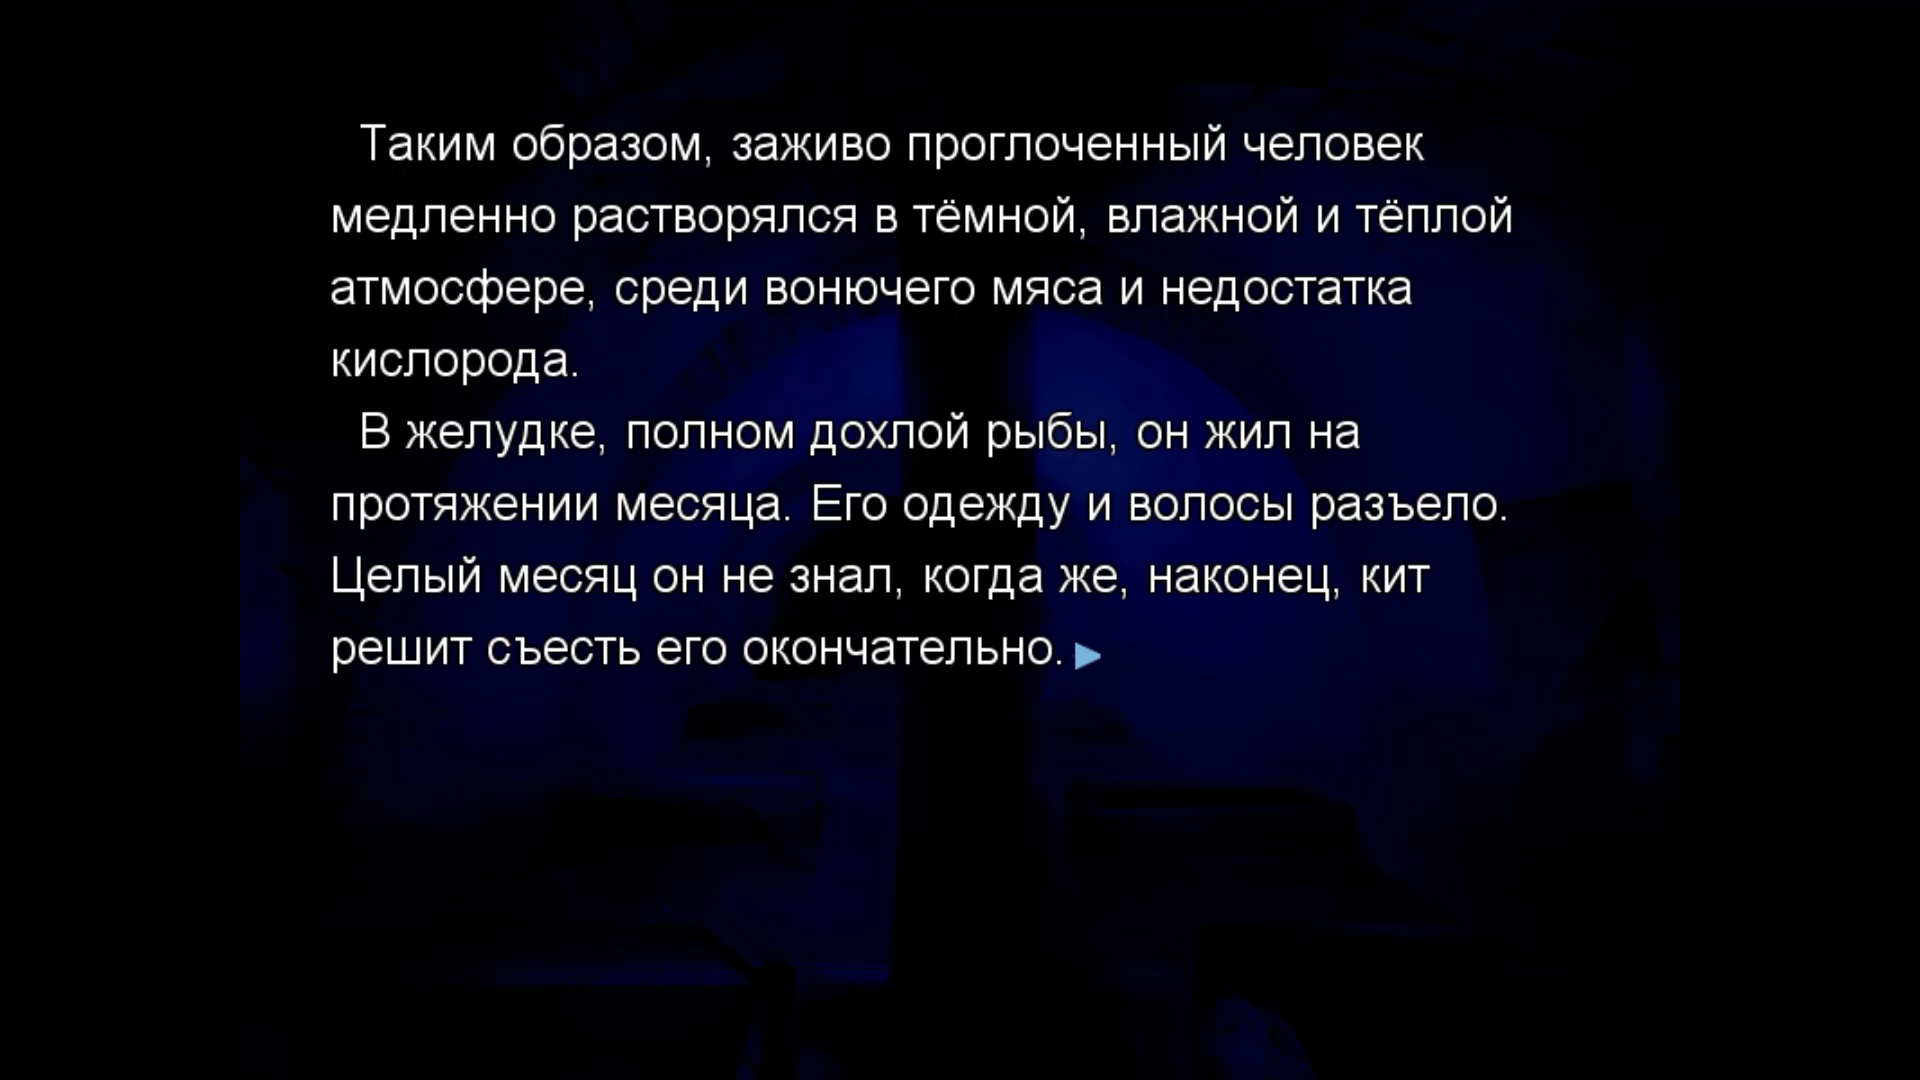 Таким образом, заживо проглоченный человек
медленно растворялся в тёмной, влажной и тёплой
атмосфере, среди вонючего мяса и недостатка
кислорода.
В желудке, полном дохлой рыбы, он жил на
протяжении месяца. Его одежду и волосы разъело.
Целый месяц он не знал, когда же, наконец, кит
решит съесть его окончательно.